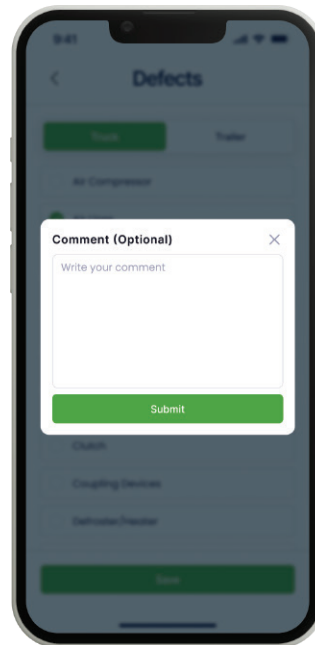 9:41
Defects
Truck
Trailer
Air Compressor
Comment (Optional)
Write your comment
Submit
Clutch
Coupling Devices
Defroster/Heater
Save